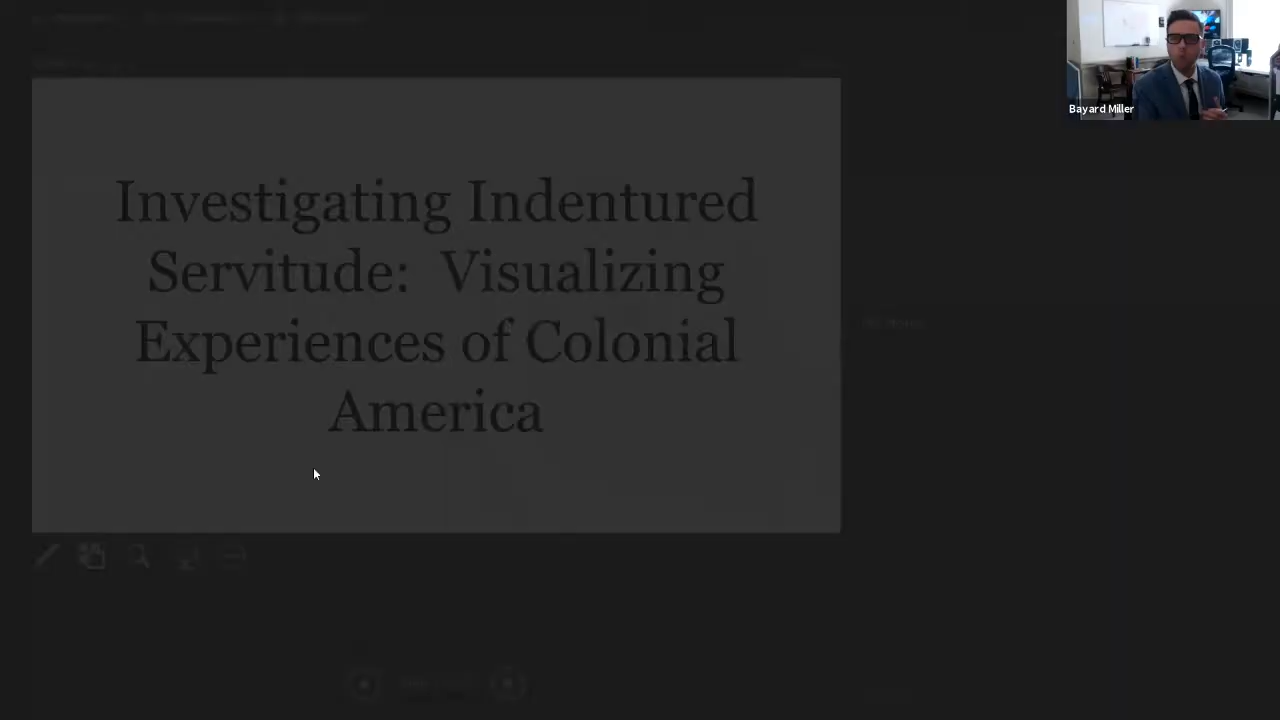 Bayard Miller
Investigating Indentured
Servitude: Visualizing
Experiences of Colonial
America